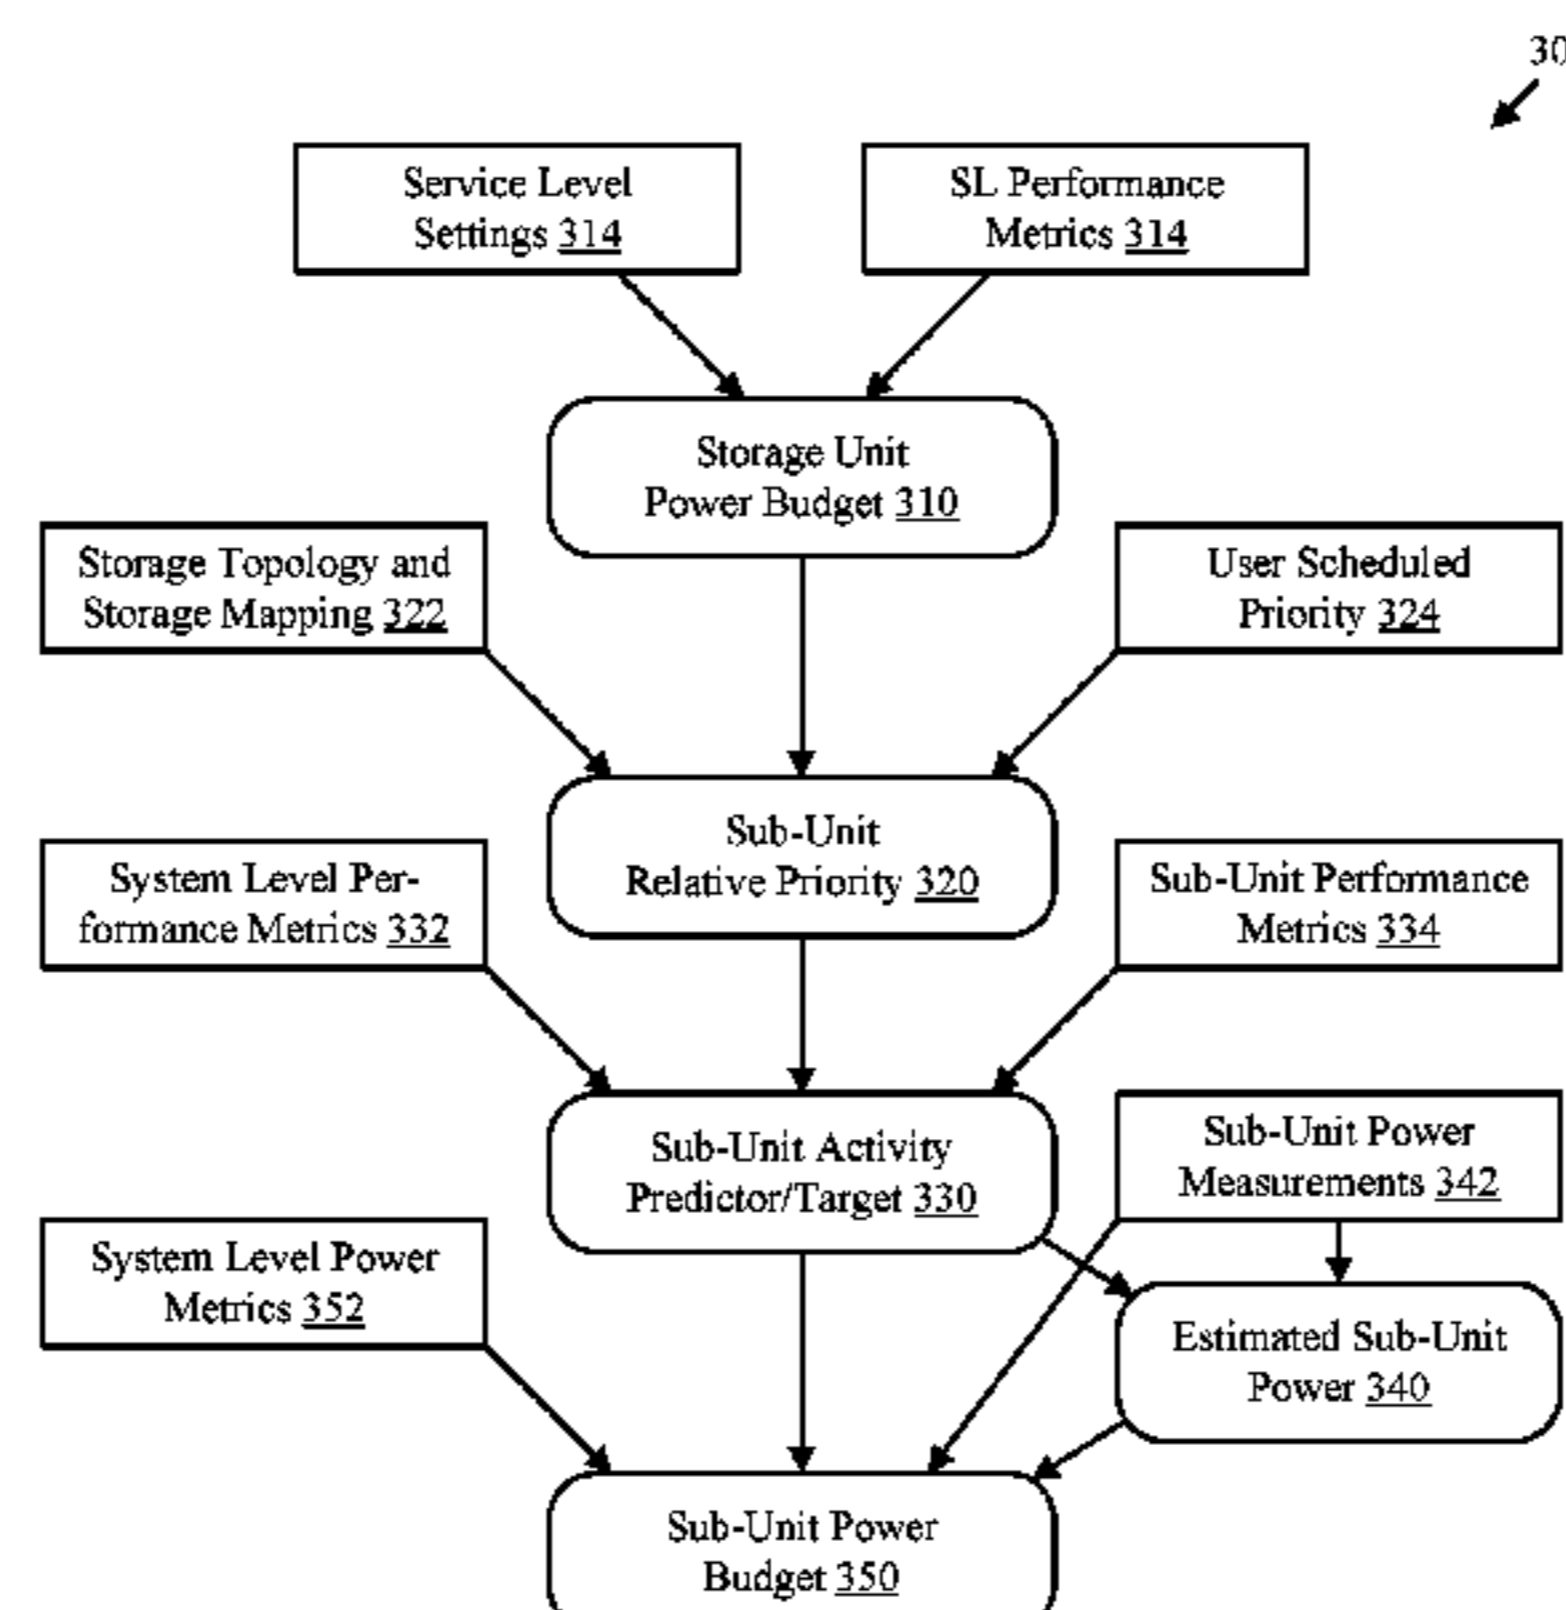 30
Service Level
Settings 314
SL Performance
Metrics 314
Storage Unit
Power Budget 310
Storage Topology and
Storage Mapping 322
User Scheduled
Priority 324
Sub-Unit
Relative Priority 320
System Level Per-
formance Metrics 332
Sub-Unit Performance
Metrics 334
Sub-Unit Activity
Predictor/Target 330
Sub-Unit Power
Measurements 342
System Level Power
Metrics 352
Estimated Sub-Unit
Power 340
Sub-Unit Power
Budget 350